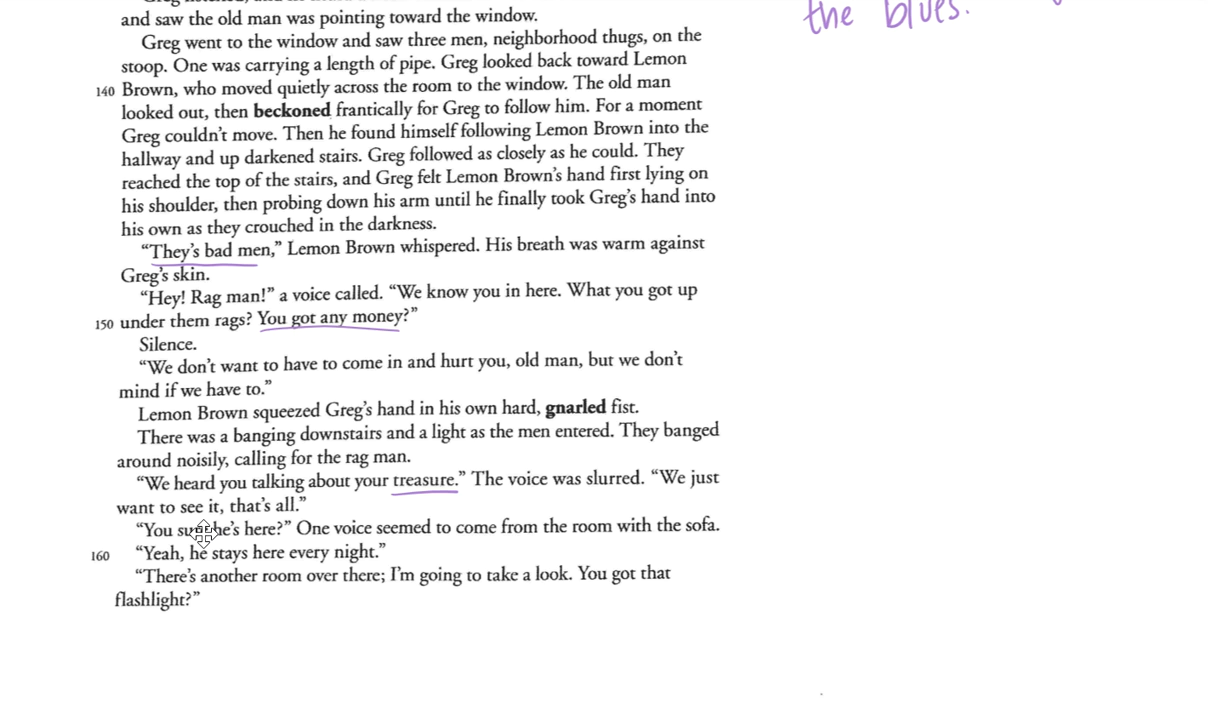 and saw the old man was pointing toward the window.
the blues.
Greg went to the window and saw three men, neighborhood thugs, on the
stoop. One was carrying a length of pipe. Greg looked back toward Lemon
140 Brown, who moved quietly across the room to the window. The old man
looked out, then beckoned frantically for Greg to follow him. For a moment
Greg couldn't move. Then he found himself following Lemon Brown into the
hallway and up darkened stairs. Greg followed as closely as he could. They
reached the top of the stairs, and Greg felt Lemon Brown's hand first lying on
his shoulder, then probing down his arm until he finally took Greg's hand into
his own as they crouched in the darkness.
“They's bad men,” Lemon Brown whispered. His breath was warm against
Greg's skin.
“Hey! Rag man!” a voice called. “We know you in here. What you got up
150 under them rags? You got any money?”
Silence.
“We don't want to have to come in and hurt you, old man, but we don't
mind if we have to.”
Lemon Brown squeezed Greg's hand in his own hard, gnarled fist.
There was a banging downstairs and a light as the men entered. They banged
around noisily, calling for the rag man.
“We heard you talking about your treasure.” The voice was slurred. “We just
want to see it, that's all.”
“You sure he's here?” One voice seemed to come from the room with the sofa.
160 “Yeah, he stays here every night.”
“There's another room over there; I'm going to take a look. You got that
flashlight?”